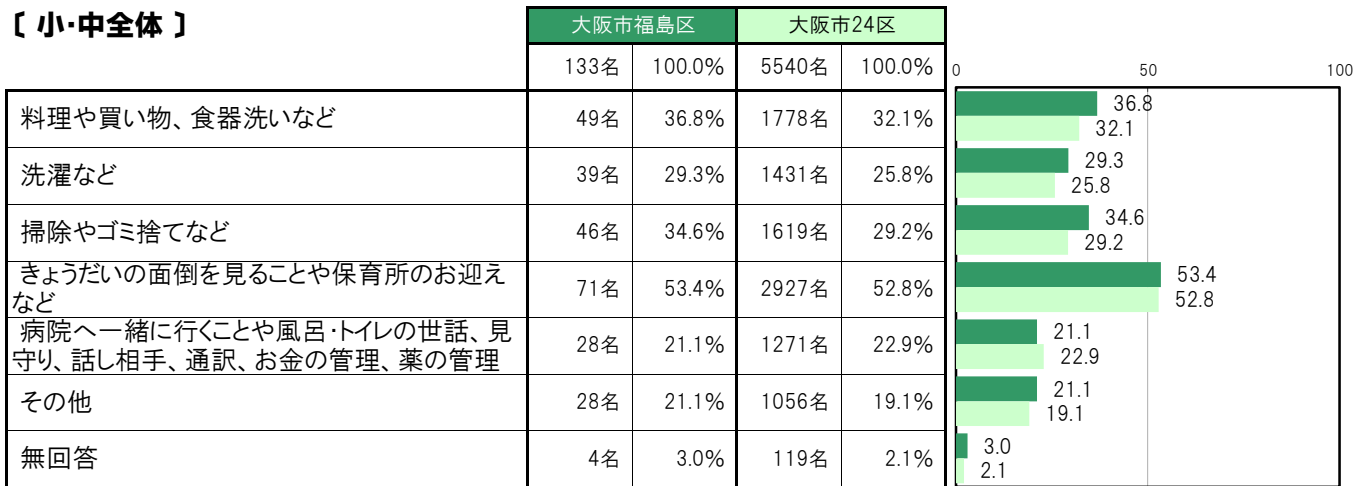 〔 小・中全体 〕
大阪市福島区 大阪市24区
133名 100.0% 5540名 100.0%
0 50 100
料理や買い物、食器洗いなど 49名 36.8% 1778名 32.1%
36.8
32.1
洗濯など 39名 29.3% 1431名 25.8%
29.3
25.8
掃除やゴミ捨てなど 46名 34.6% 1619名 29.2%
34.6
29.2
きょうだいの面倒を見ることや保育所のお迎え
など 71名 53.4% 2927名 52.8%
53.4
52.8
病院へ一緒に行くことや風呂・トイレの世話、見
守り、話し相手、通訳、お金の管理、薬の管理 28名 21.1% 1271名 22.9%
21.1
22.9
その他 28名 21.1% 1056名 19.1%
21.1
19.1
無回答 4名 3.0% 119名 2.1%
3.0
2.1